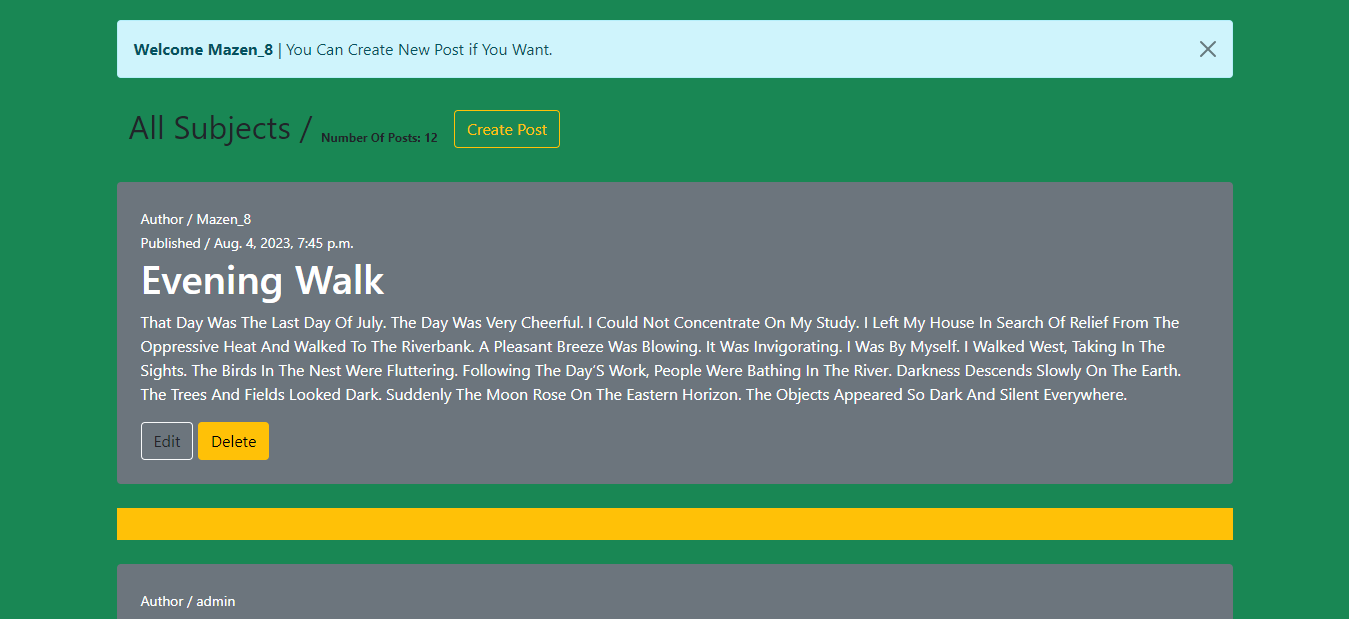 Welcome Mazen_8 | You Can Create New Post if You Want.
All Subjects / Number Of Posts: 12 Create Post
Author / Mazen_8
Published / Aug. 4, 2023, 7:45 p.m.
Evening Walk
That Day Was The Last Day Of July. The Day Was Very Cheerful. I Could Not Concentrate On My Study. I Left My House In Search Of Relief From The
Oppressive Heat And Walked To The Riverbank. A Pleasant Breeze Was Blowing. It Was Invigorating. I Was By Myself. I Walked West, Taking In The
Sights. The Birds In The Nest Were Fluttering. Following The Day’S Work, People Were Bathing In The River. Darkness Descends Slowly On The Earth.
The Trees And Fields Looked Dark. Suddenly The Moon Rose On The Eastern Horizon. The Objects Appeared So Dark And Silent Everywhere.
Edit Delete
Author / admin